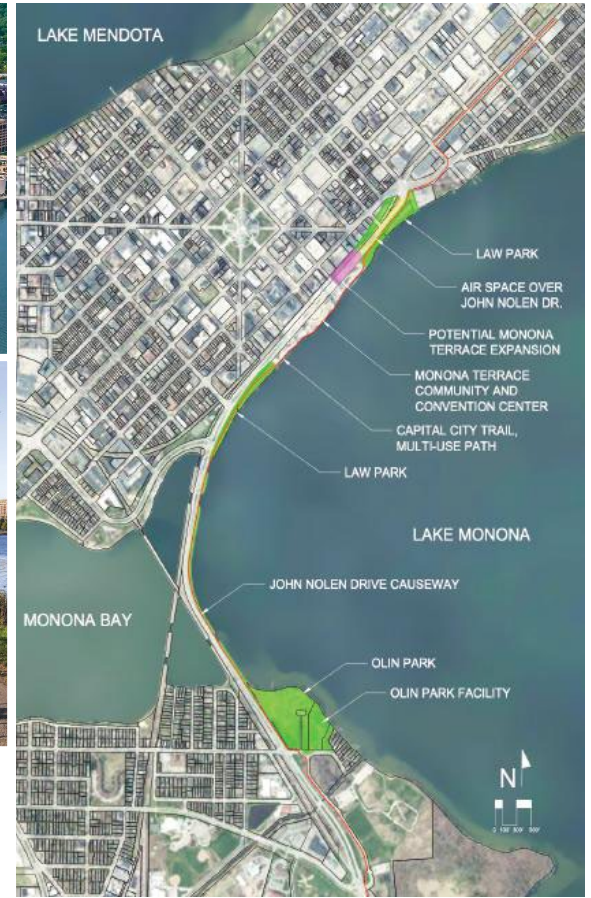 LAKE MENDOTA
LAW PARK
AIR SPACE OVER
JOHN NOLEN DR.
POTENTIAL MONONA
TERRACE EXPANSION
MONONA TERRACE
COMMUNITY AND
CONVENTION CENTER
CAPITAL CITY TRAIL,
MULTI-USE PATH
LAW PARK
LAKE MONONA
JOHN NOLEN DRIVE CAUSEWAY
MONONA BAY
OLIN PARK
OLIN PARK FACILITY
N